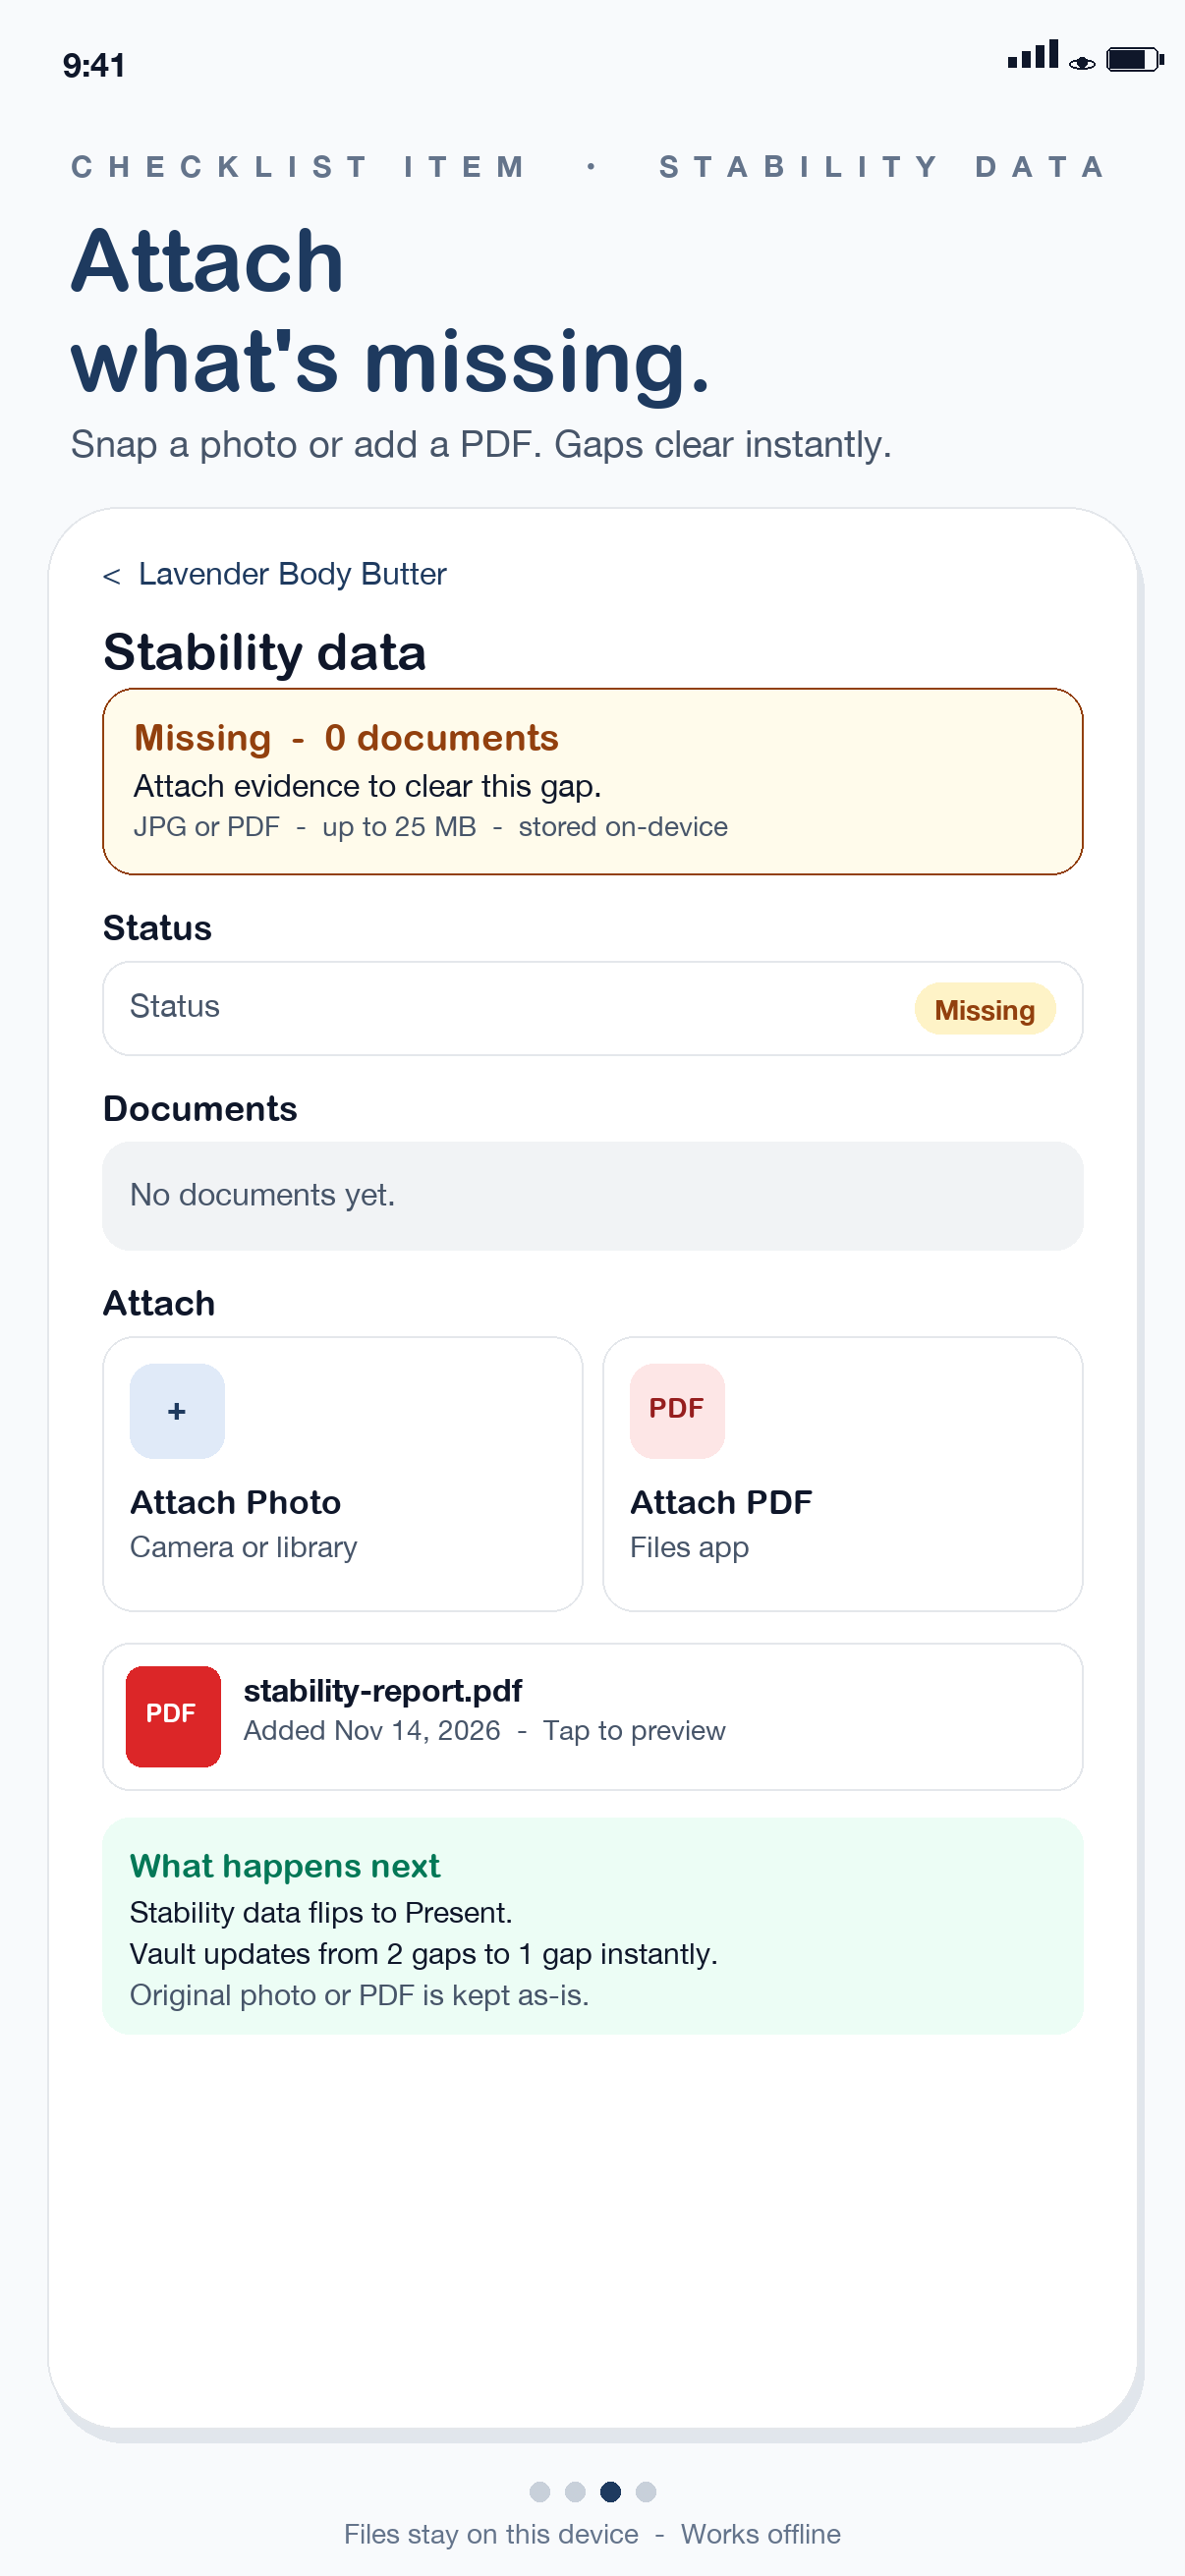 9:41
CHECKLIST ITEM · STABILITY DATA
Attach
what's missing.
Snap a photo or add a PDF. Gaps clear instantly.
< Lavender Body Butter
Stability data
Missing - 0 documents
Attach evidence to clear this gap.
JPG or PDF - up to 25 MB - stored on-device
Status
Status
Missing
Documents
No documents yet.
Attach
+
Attach Photo
Camera or library
PDF
Attach PDF
Files app
PDF
stability-report.pdf
Added Nov 14, 2026 - Tap to preview
What happens next
Stability data flips to Present.
Vault updates from 2 gaps to 1 gap instantly.
Original photo or PDF is kept as-is.
Files stay on this device - Works offline